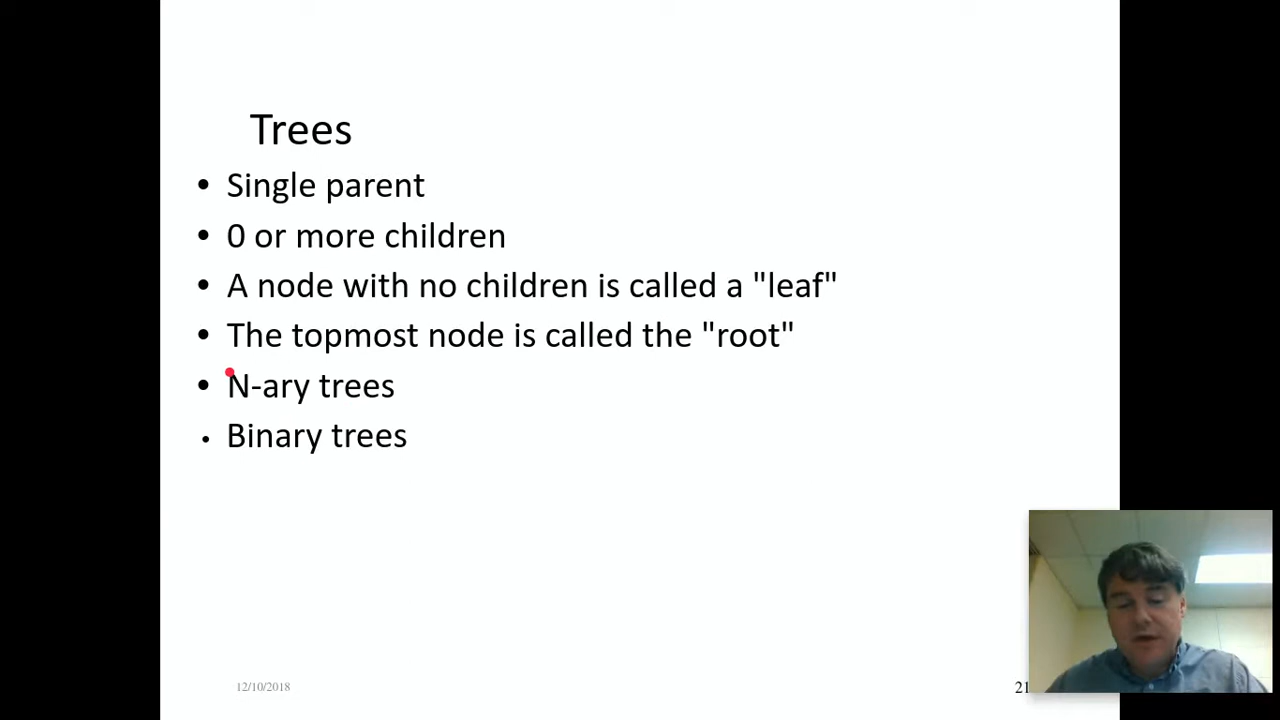 Trees
• Single parent
• 0 or more children
• A node with no children is called a "leaf"
• The topmost node is called the "root"
• N-ary trees
• Binary trees
12/10/2018
21